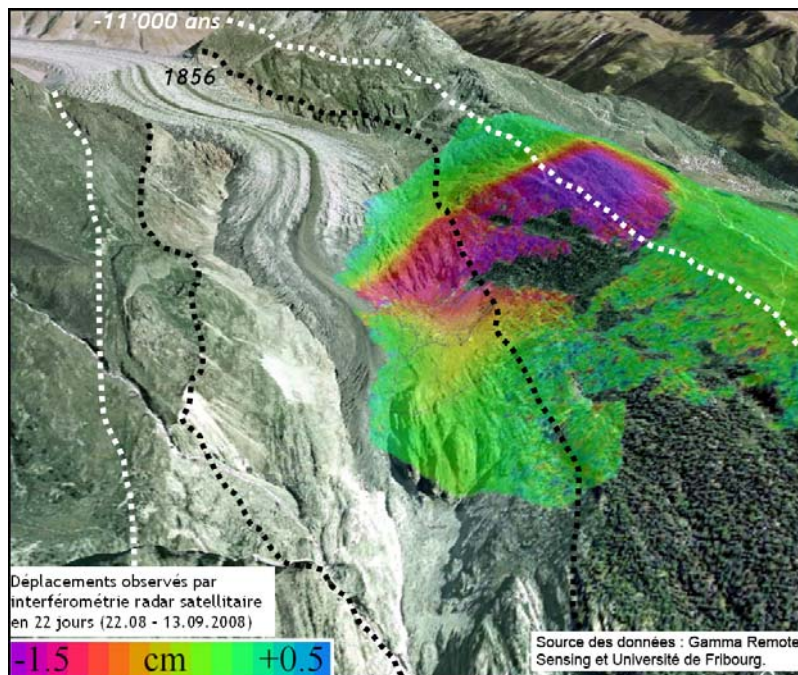 -11'000 ans
1856
Déplacements observés par
interférométrie radar satellitaire
en 22 jours (22.08 - 13.09.2008)
-1.5 cm +0.5
Source des données : Gamma Remote
Sensing et Université de Fribourg.